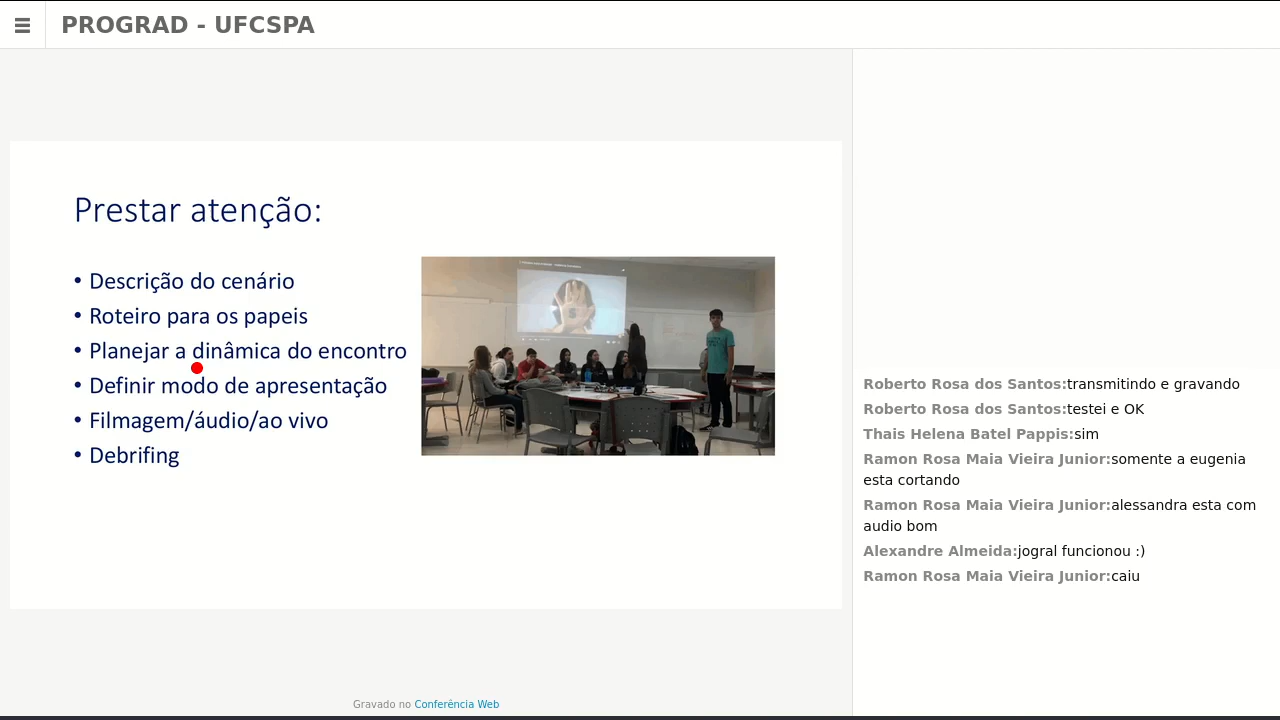 PROGRAD - UFCSPA
Prestar atenção:
• Descrição do cenário
• Roteiro para os papeis
• Planejar a dinâmica do encontro
• Definir modo de apresentação
• Filmagem/áudio/ao vivo
• Debrifing
Roberto Rosa dos Santos:transmitindo e gravando
Roberto Rosa dos Santos:testei e OK
Thais Helena Batel Pappis:sim
Ramon Rosa Maia Vieira Junior:somente a eugenia
esta cortando
Ramon Rosa Maia Vieira Junior:alessandra esta com
audio bom
Alexandre Almeida:jogral funcionou :)
Ramon Rosa Maia Vieira Junior:caiu
Gravado no Conferência Web